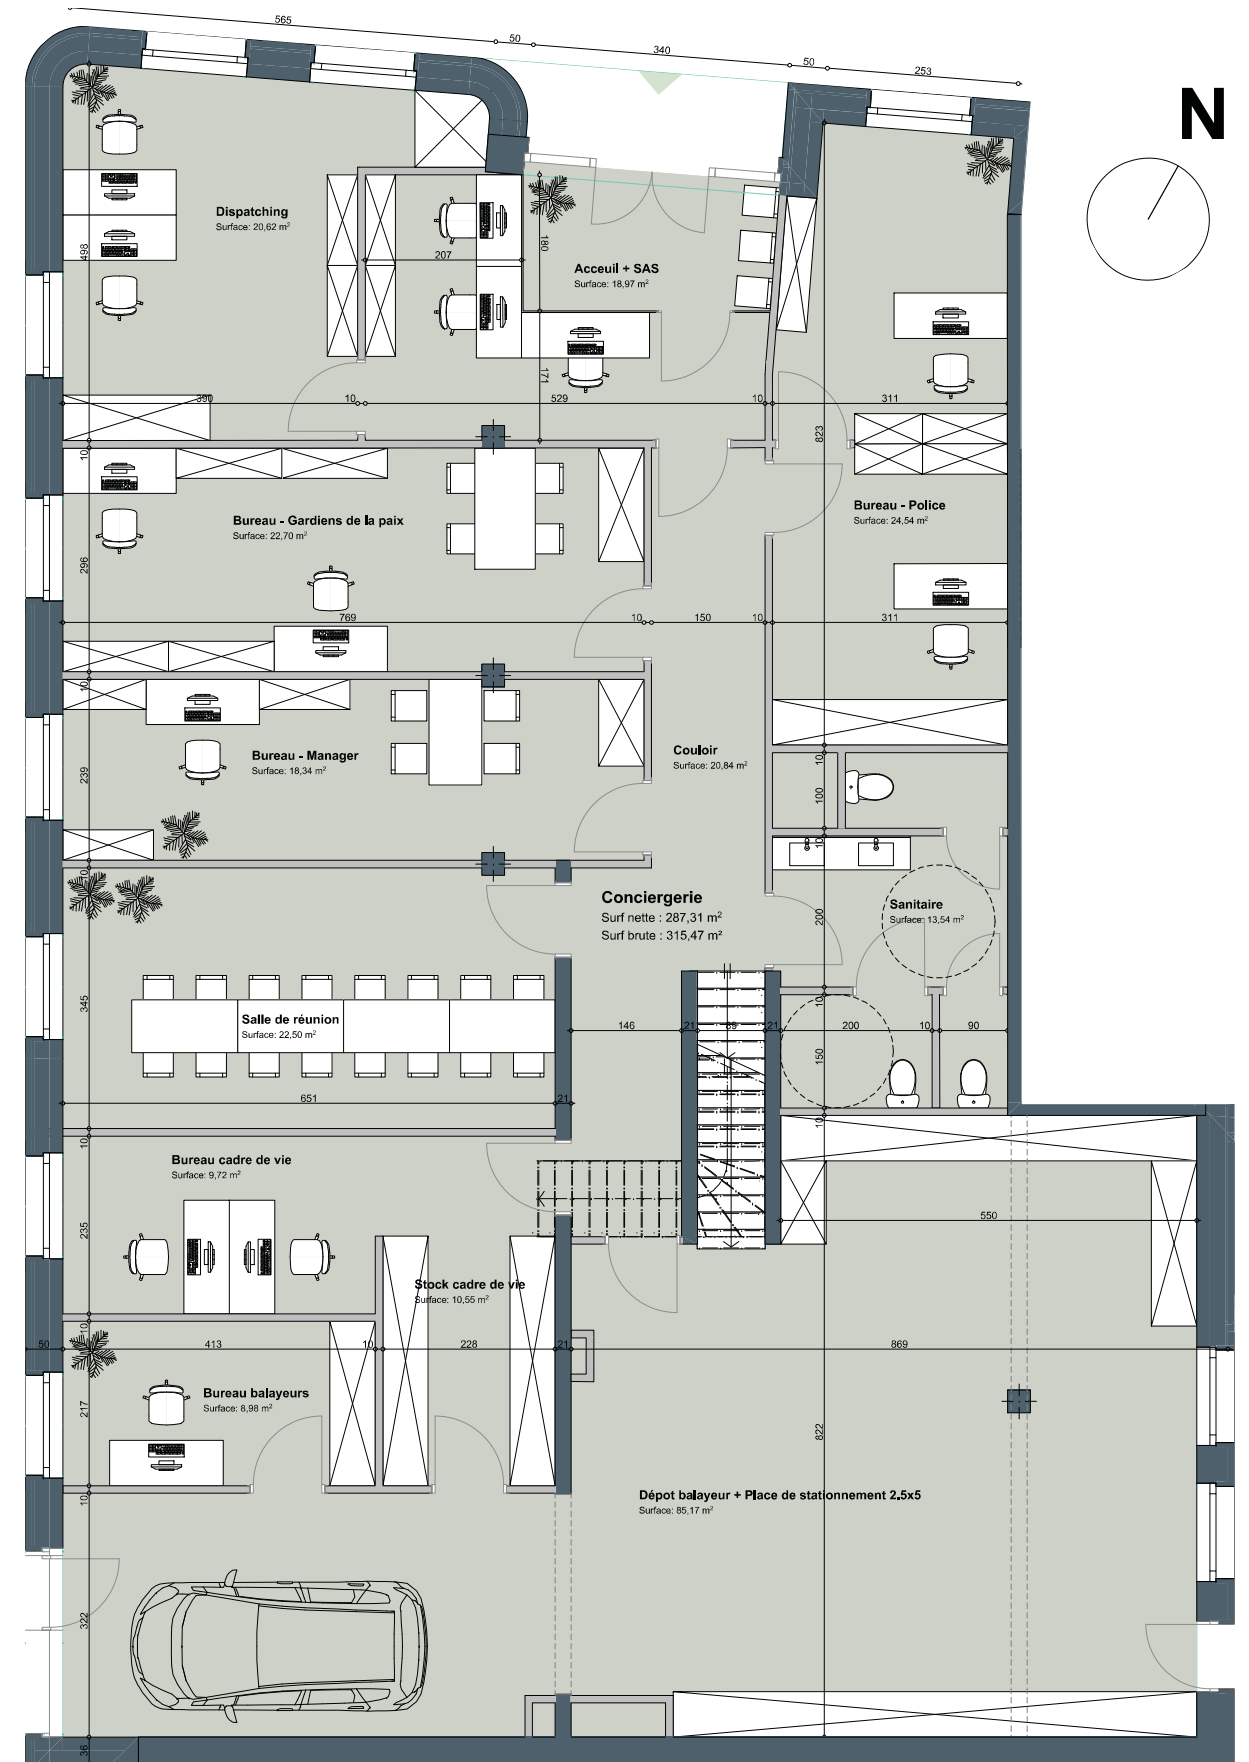 565
50
340
50
253
N
Dispatching
Surface: 20,62 m²
498
207
180
Acceuil + SAS
Surface: 18,97 m²
171
390
10
529
10
311
823
10
Bureau - Gardiens de la paix
Surface: 22,70 m²
Bureau - Police
Surface: 24,54 m²
296
769
10
150
10
311
10
Bureau - Manager
Surface: 18,34 m²
Couloir
Surface: 20,84 m²
239
10
100
10
10
Conciergerie
Surf nette : 287,31 m²
Surf brute : 315,47 m²
Sanitaire
Surface: 13,54 m²
200
345
Salle de réunion
Surface: 22,50 m²
10
146
21
89
21
200
10
90
150
651
21
10
10
Bureau cadre de vie
Surface: 9,72 m²
235
550
Stock cadre de vie
Surface: 10,55 m²
10
50
413
10
228
21
869
Bureau balayeurs
Surface: 8,98 m²
217
822
10
Dépot balayeur + Place de stationnement 2,5x5
Surface: 85,17 m²
322
36